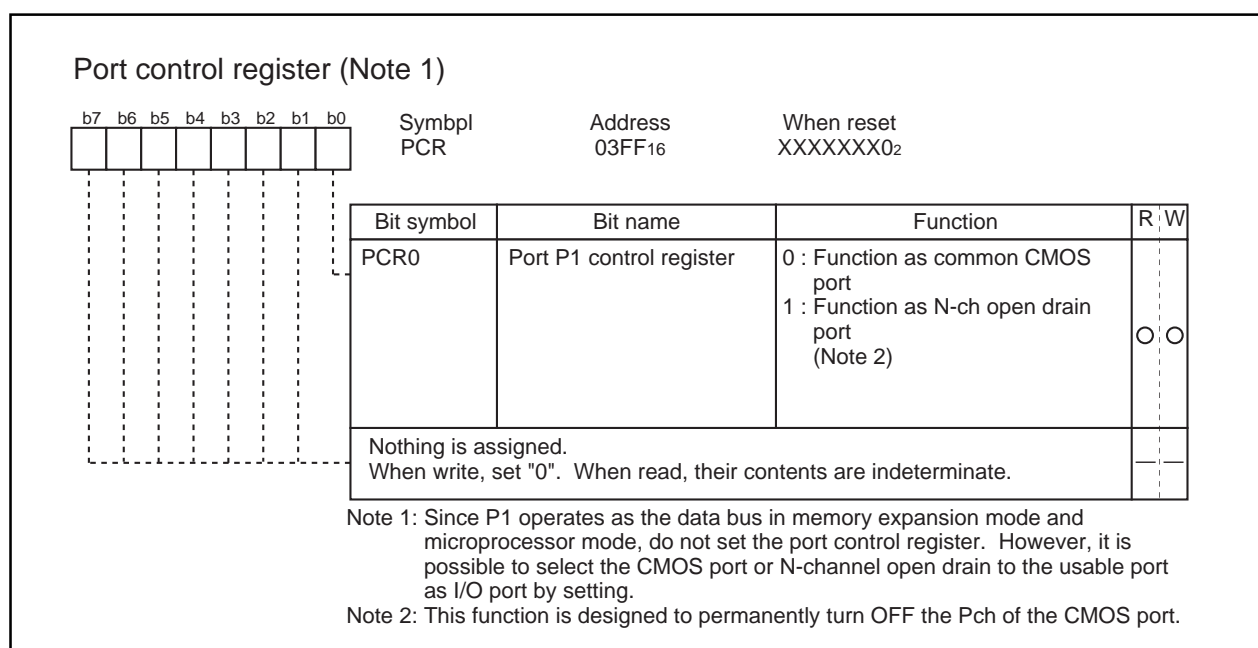 Port control register (Note 1)
b7 b6 b5 b4 b3 b2 b1 b0
Symbpl Address When reset
PCR 03FF16 XXXXXXX02
Bit symbol Bit name Function R W
PCR0 Port P1 control register 0 : Function as common CMOS
port
1 : Function as N-ch open drain
port
(Note 2)
Nothing is assigned.
When write, set "0". When read, their contents are indeterminate.
Note 1: Since P1 operates as the data bus in memory expansion mode and
microprocessor mode, do not set the port control register. However, it is
possible to select the CMOS port or N-channel open drain to the usable port
as I/O port by setting.
Note 2: This function is designed to permanently turn OFF the Pch of the CMOS port.